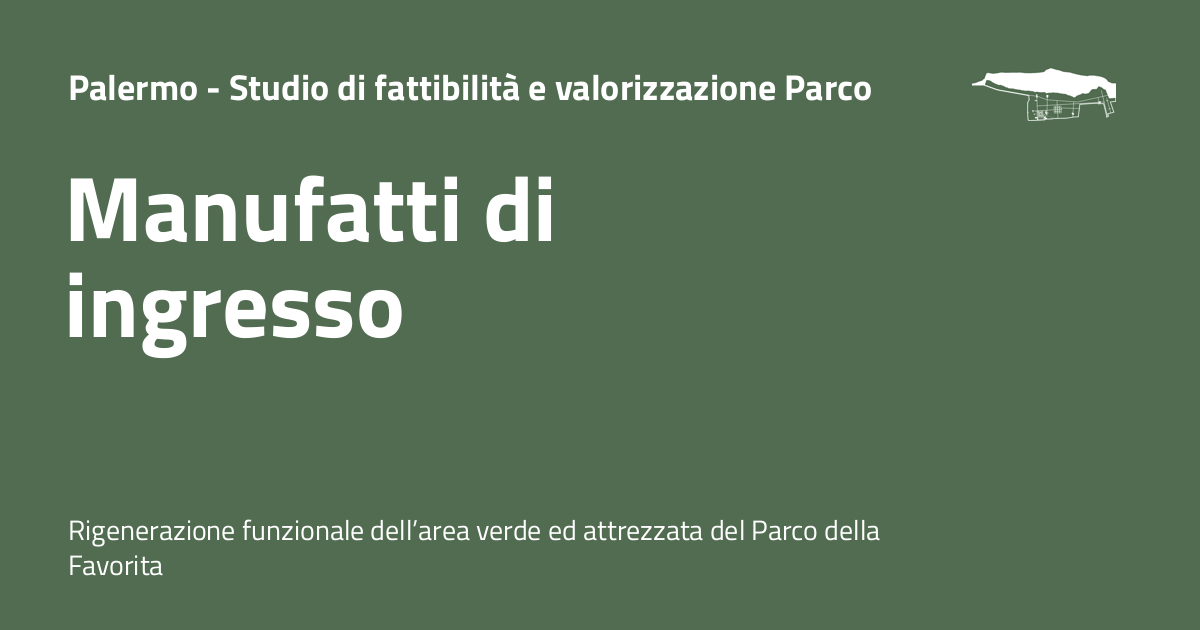 Palermo - Studio di fattibilità e valorizzazione Parco
Manufatti di
ingresso
Rigenerazione funzionale dell’area verde ed attrezzata del Parco della
Favorita